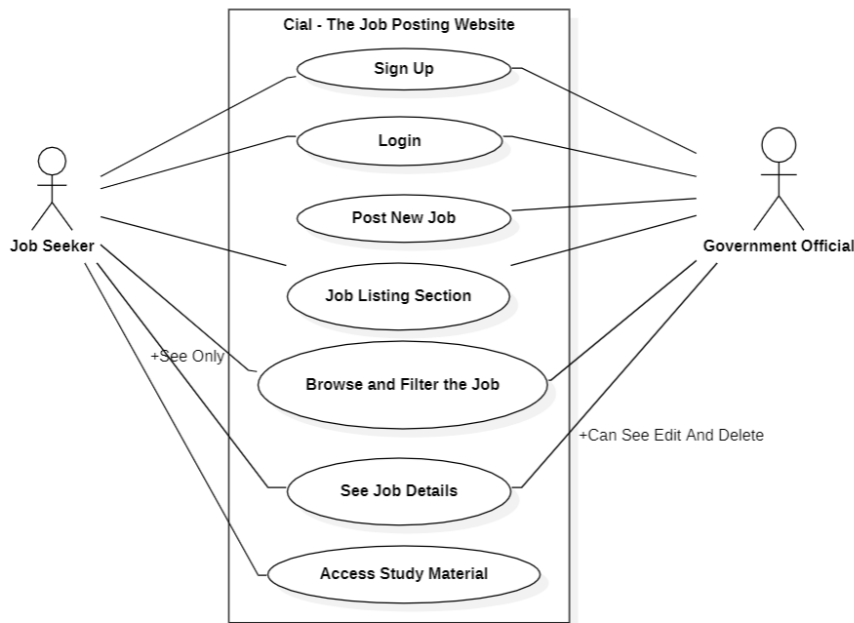 Cial - The Job Posting Website
Sign Up
Login
Post New Job
Job Seeker
Government Official
Job Listing Section
+See Only
Browse and Filter the Job
+Can See Edit And Delete
See Job Details
Access Study Material